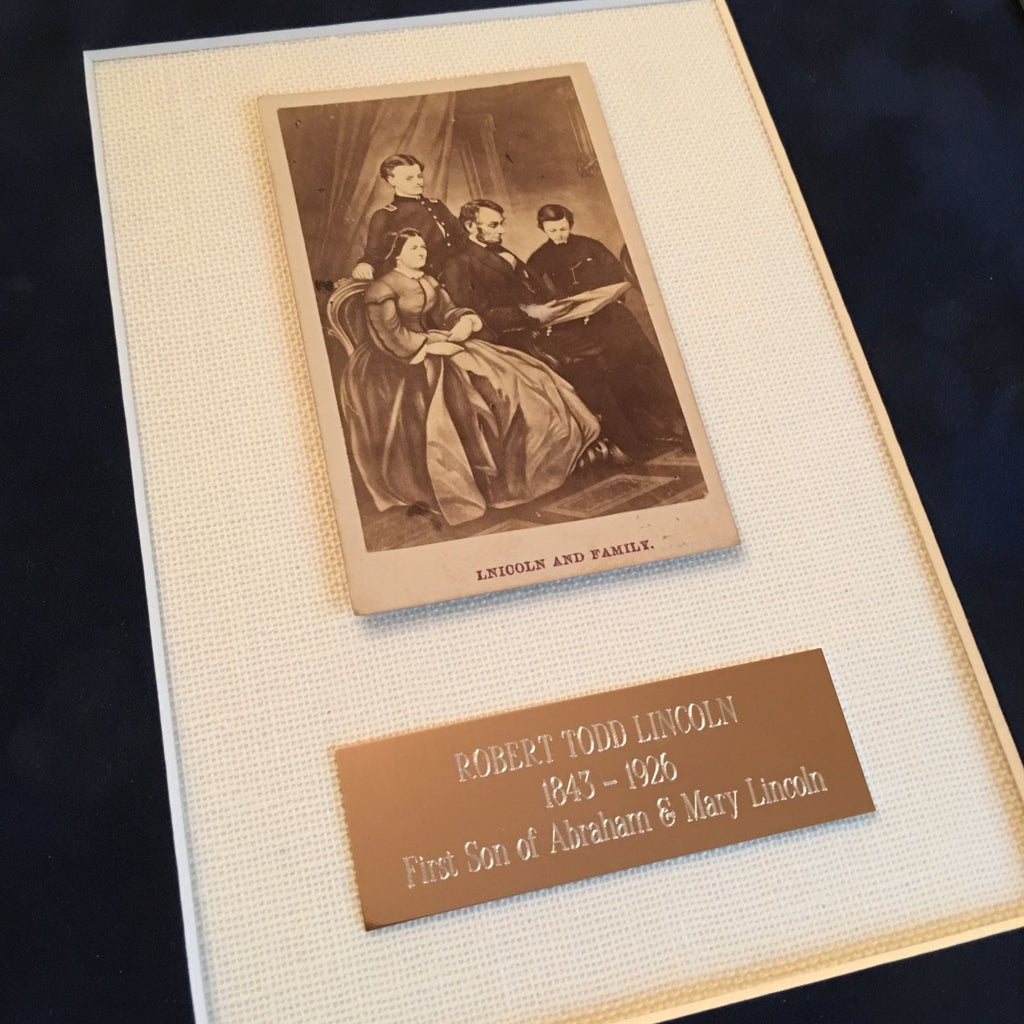 LNICOLN AND FAMILY.
ROBERT TODD LINCOLN
1843 – 1926
First Son of Abraham & Mary Lincoln